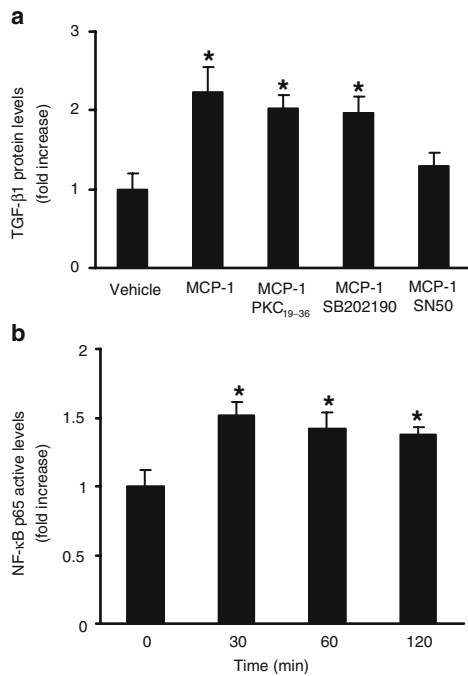 a
TGF-β1 protein levels
(fold increase)
3
2
1
0
*
*
*
Vehicle
MCP-1
MCP-1
PKC₁₉₋₃₆
MCP-1
SB202190
MCP-1
SN50
b
NF-κB p65 active levels
(fold increase)
2
1.5
1
0.5
0
*
*
*
0
30
60
120
Time (min)